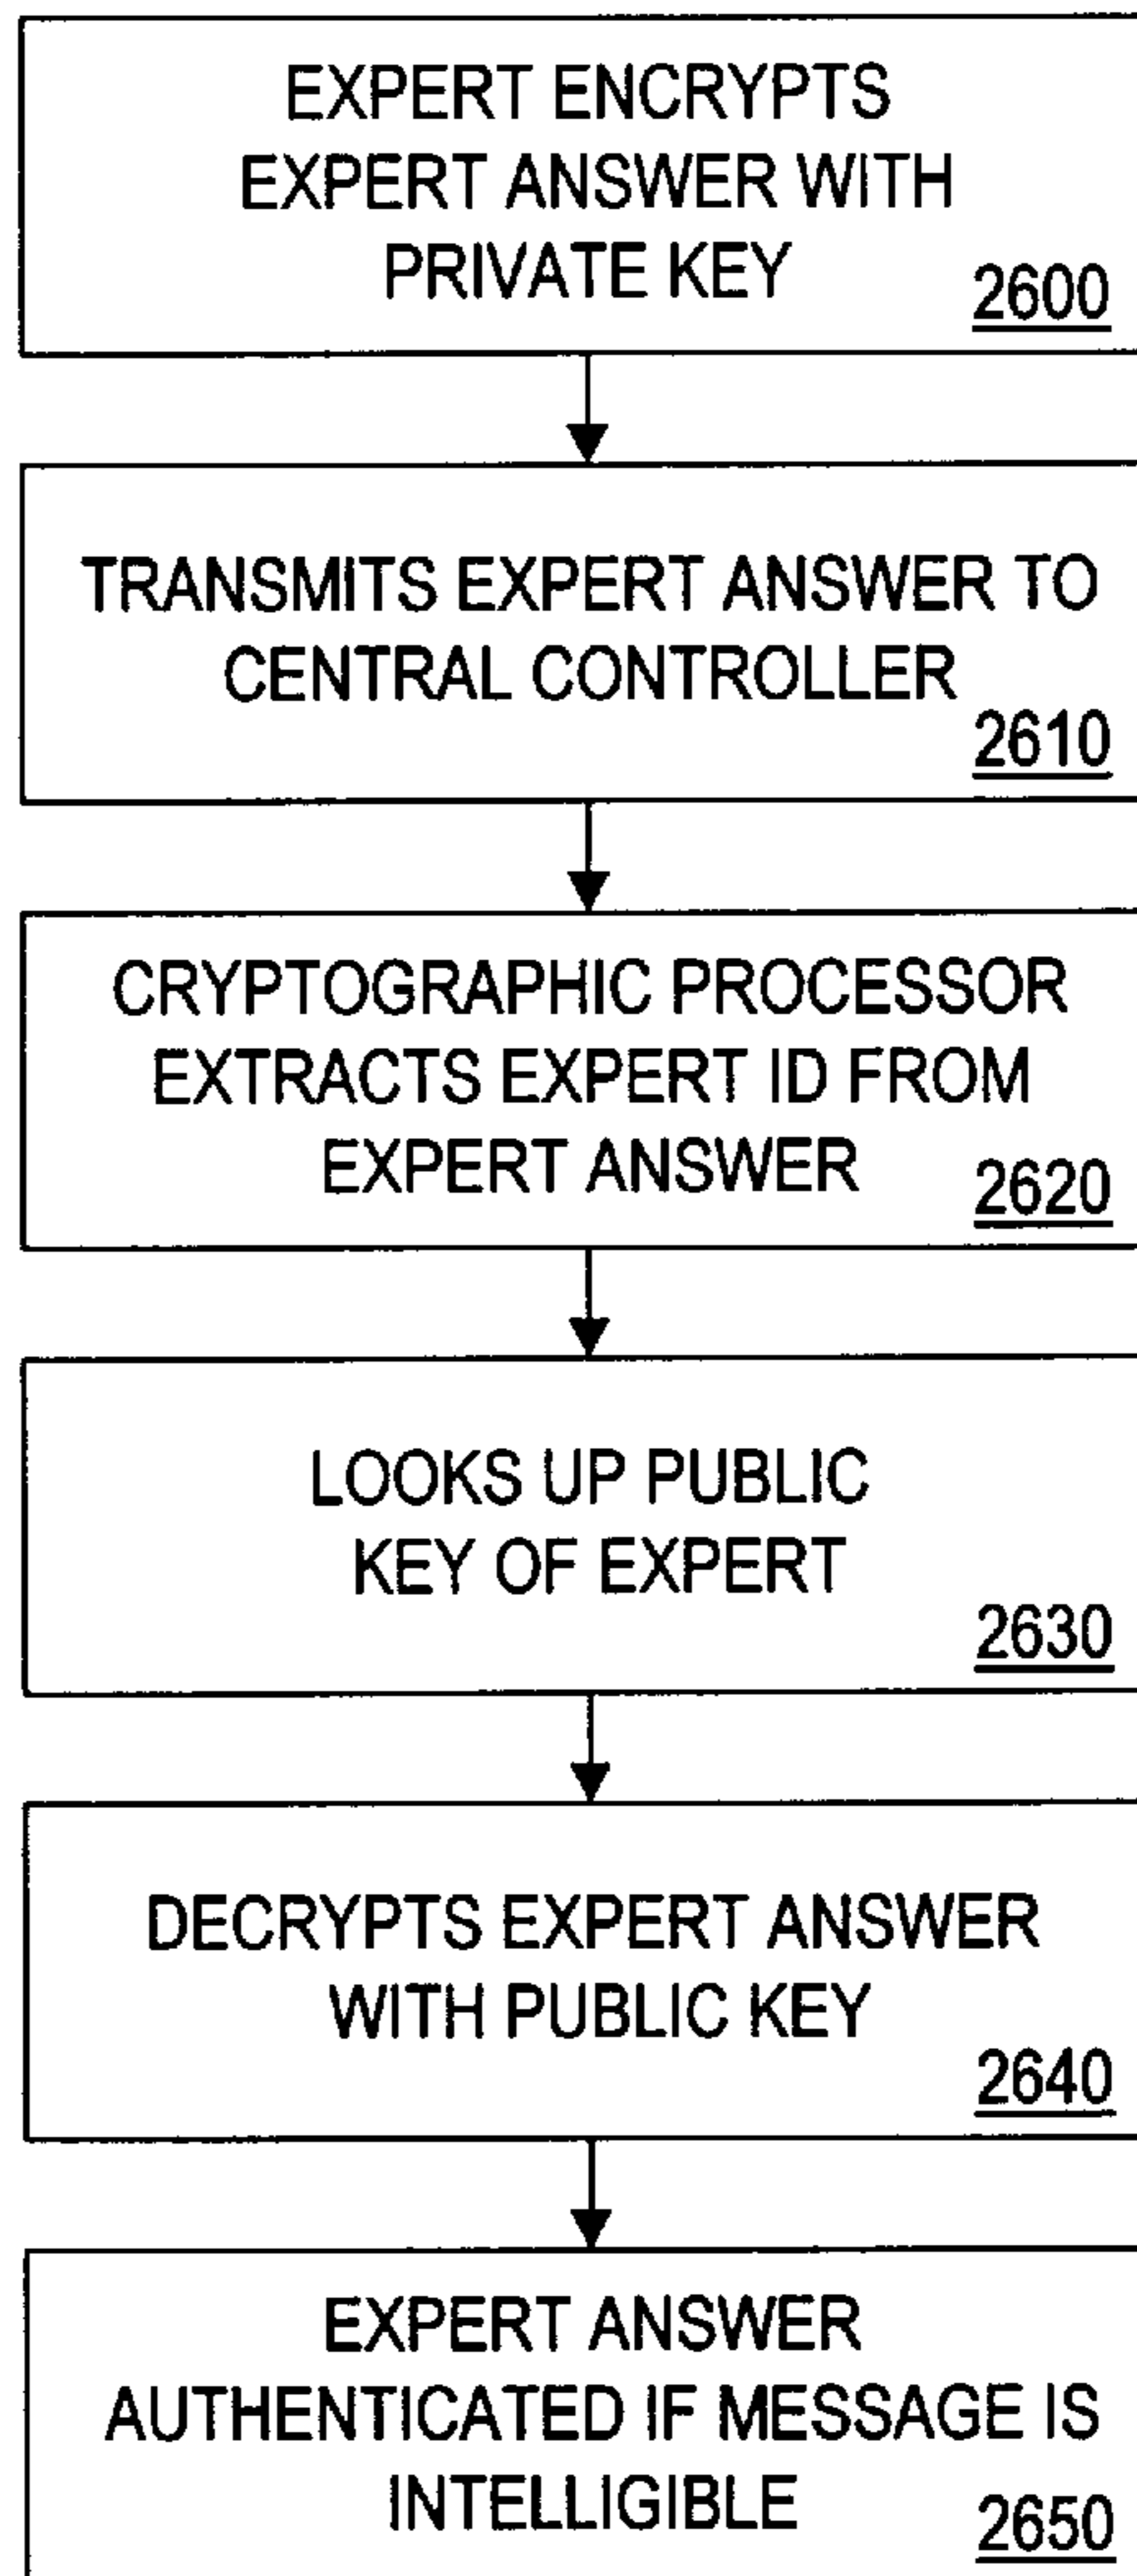 EXPERT ENCRYPTS
EXPERT ANSWER WITH
PRIVATE KEY
2600
TRANSMITS EXPERT ANSWER TO
CENTRAL CONTROLLER
2610
CRYPTOGRAPHIC PROCESSOR
EXTRACTS EXPERT ID FROM
EXPERT ANSWER
2620
LOOKS UP PUBLIC
KEY OF EXPERT
2630
DECRYPTS EXPERT ANSWER
WITH PUBLIC KEY
2640
EXPERT ANSWER
AUTHENTICATED IF MESSAGE IS
INTELLIGIBLE
2650